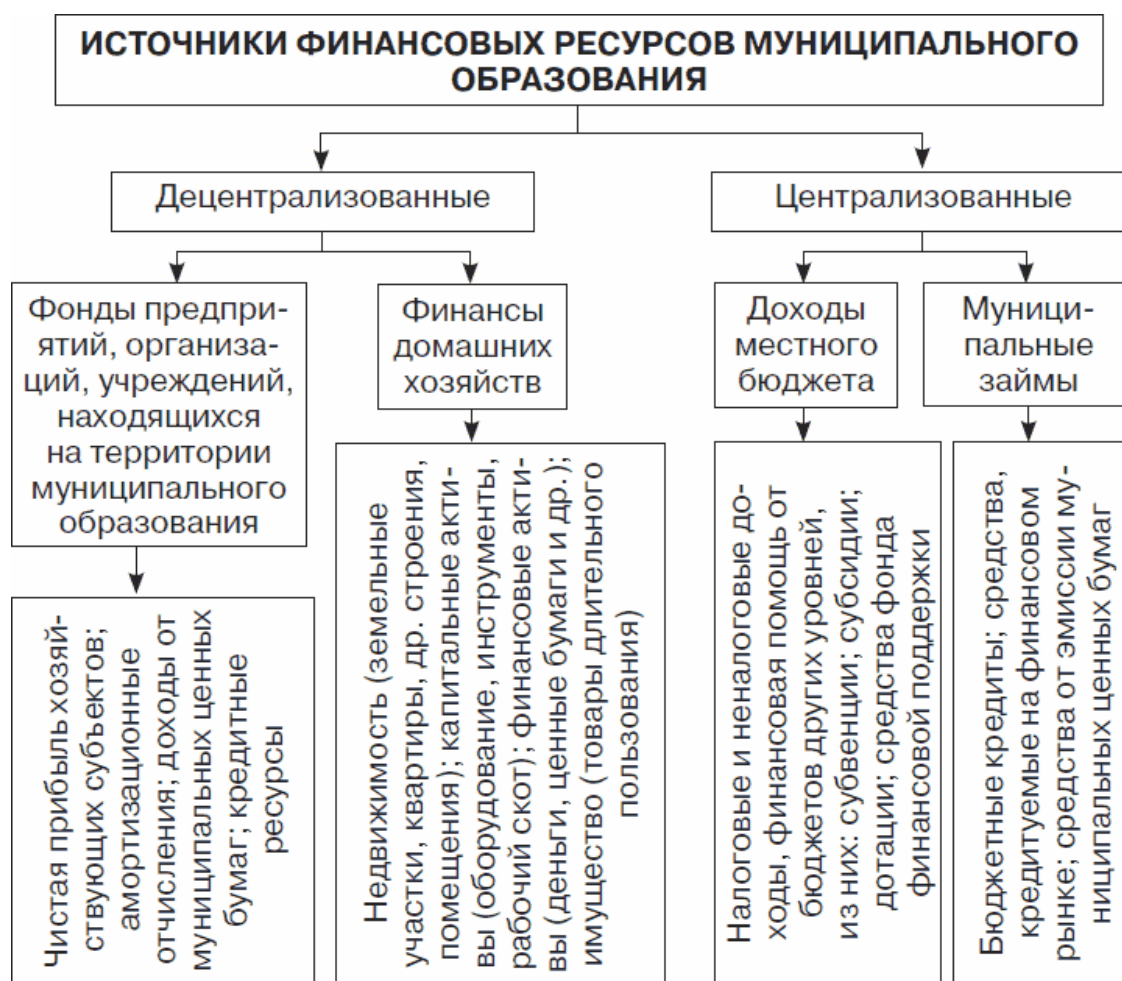 ИСТОЧНИКИ ФИНАНСОВЫХ РЕСУРСОВ МУНИЦИПАЛЬНОГО
ОБРАЗОВАНИЯ
Децентрализованные
Централизованные
Фонды предпри-
ятий, организа-
ций, учреждений,
находящихся
на территории
муниципального
образования
Финансы
домашних
хозяйств
Доходы
местного
бюджета
Муници-
пальные
займы
Чистая прибыль хозяй-
ствующих субъектов;
амортизационные
отчисления; доходы от
муниципальных ценных
бумаг; кредитные
ресурсы
Недвижимость (земельные
участки, квартиры, др. строения,
помещения); капитальные акти-
вы (оборудование, инструменты,
рабочий скот); финансовые акти-
вы (деньги, ценные бумаги и др.);
имущество (товары длительного
пользования)
Налоговые и неналоговые до-
ходы, финансовая помощь от
бюджетов других уровней,
из них: субвенции; субсидии;
дотации; средства фонда
финансовой поддержки
Бюджетные кредиты; средства,
кредитуемые на финансовом
рынке; средства от эмиссии му-
ниципальных ценных бумаг